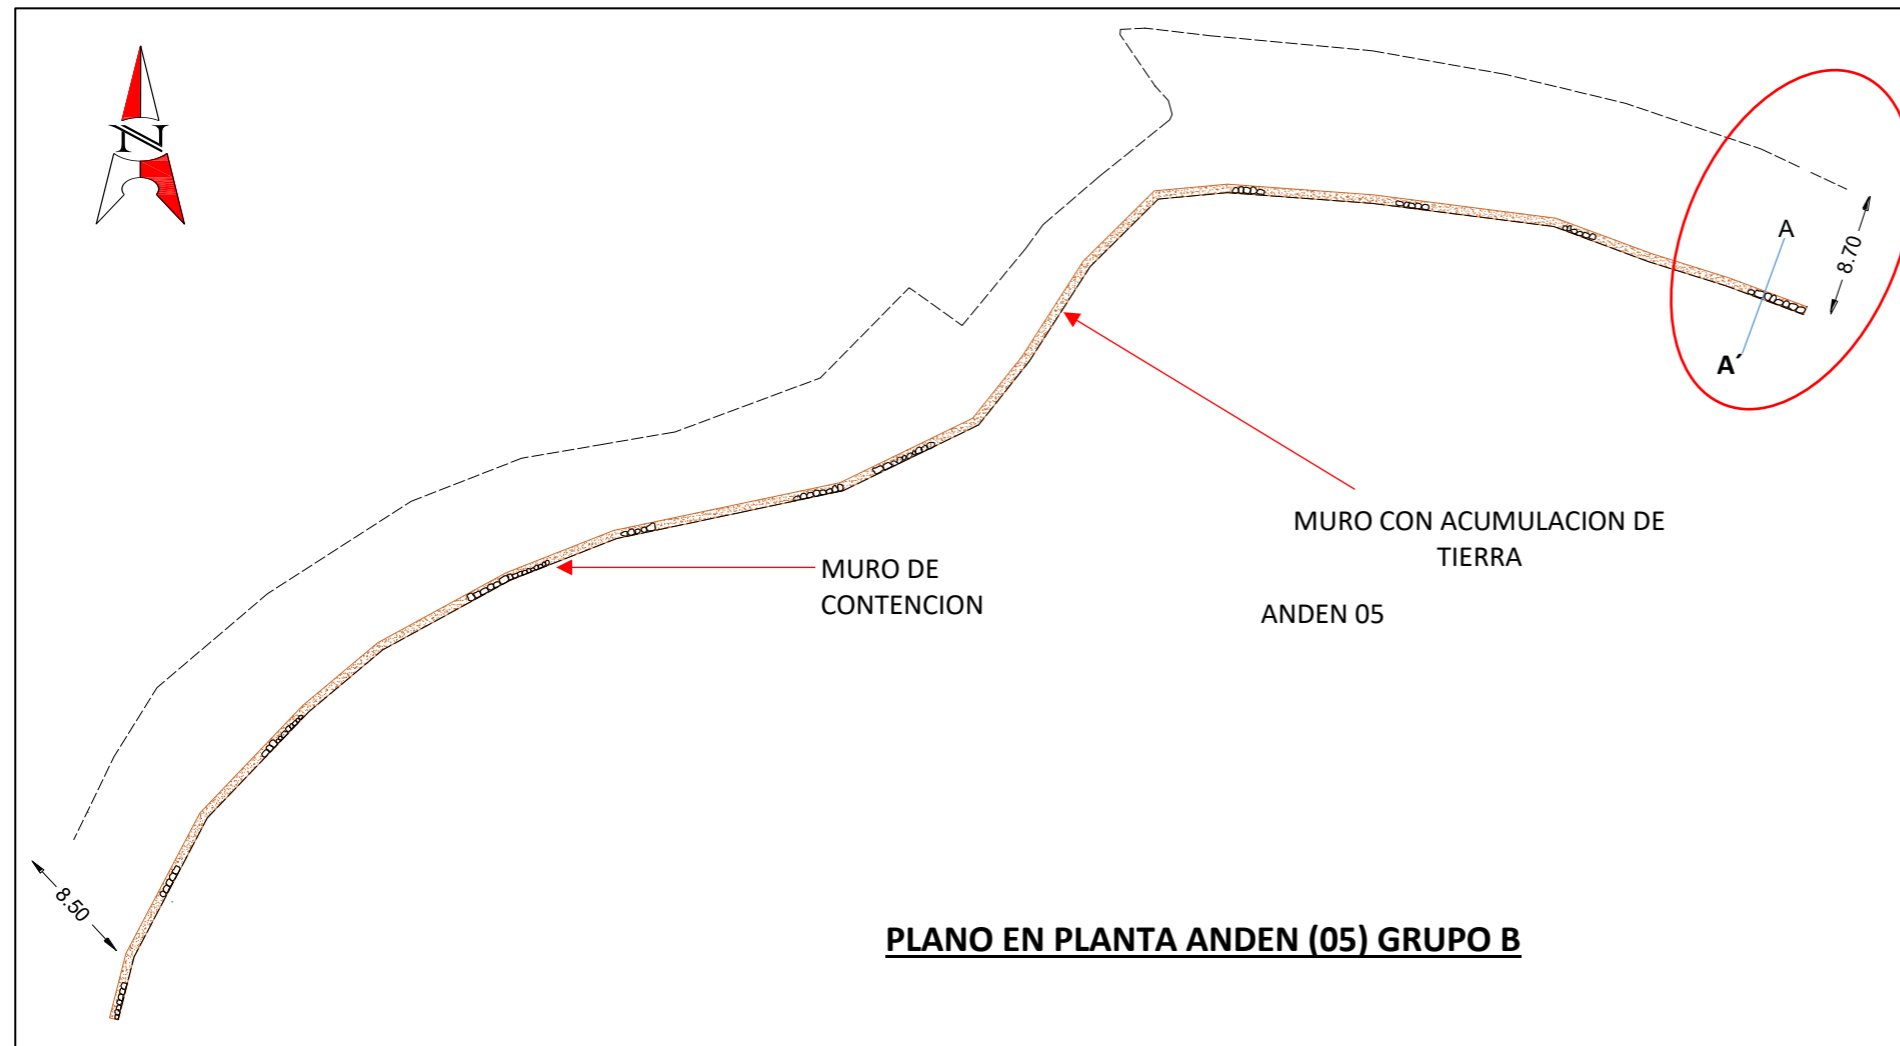 N
A
8.70
A´
MURO CON ACUMULACION DE
TIERRA
MURO DE
CONTENCION
ANDEN 05
8.50
PLANO EN PLANTA ANDEN (05) GRUPO B